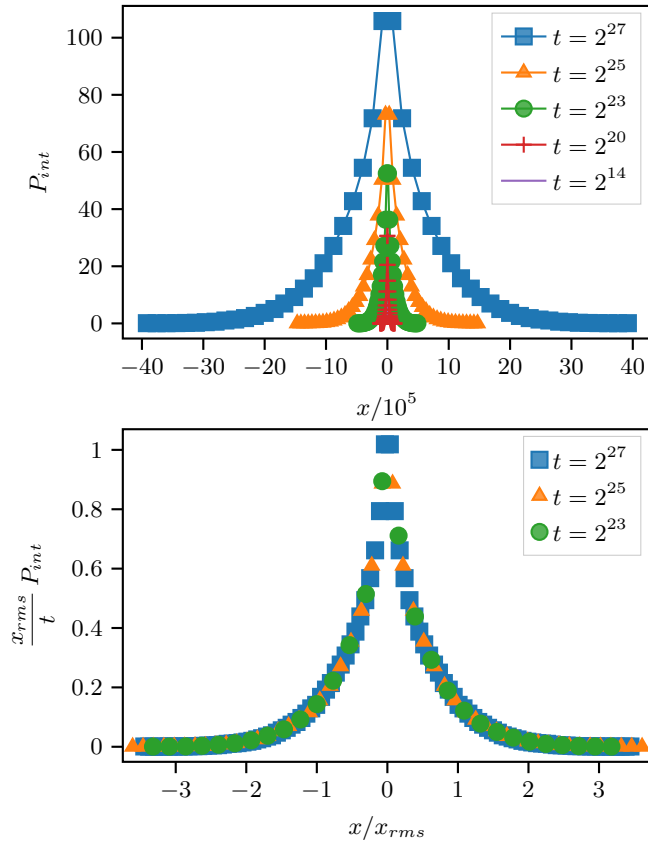 100
80
60
40
20
0
P_{int}
t = 2^{27}
t = 2^{25}
t = 2^{23}
t = 2^{20}
t = 2^{14}
−40 −30 −20 −10 0 10 20 30 40
x/10^5
1
0.8
0.6
0.4
0.2
0
\frac{x_{rms}}{t} P_{int}
t = 2^{27}
t = 2^{25}
t = 2^{23}
−3 −2 −1 0 1 2 3
x/x_{rms}